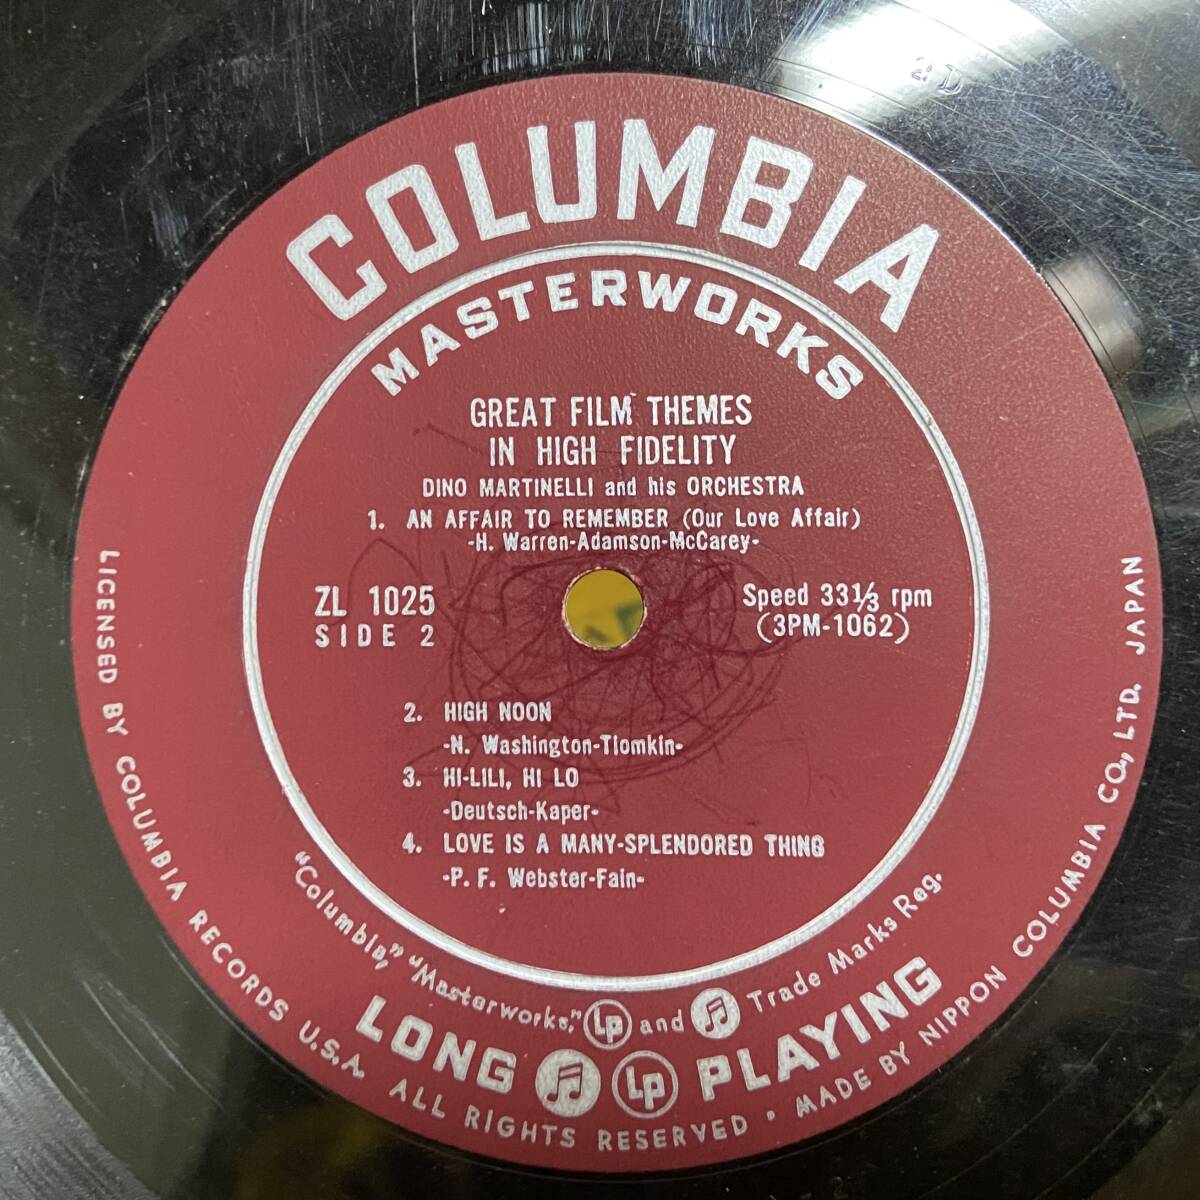 COLUMBIA
MASTERWORKS
GREAT FILM THEMES
IN HIGH FIDELITY
DINO MARTINELLI and his ORCHESTRA
1. AN AFFAIR TO REMEMBER (Our Love Affair)
-H. Warren-Adamson-McCarey-
ZL 1025
SIDE 2
Speed 33⅓ rpm
(3PM-1062)
2. HIGH NOON
-N. Washington-Tiomkin-
3. HI-LILI, HI LO
-Deutsch-Kaper-
4. LOVE IS A MANY-SPLENDORED THING
-P. F. Webster-Fain-
"Columbia," "Masterworks," Lp and Trade Marks Reg.
LONG Lp PLAYING
LICENSED BY COLUMBIA RECORDS U.S.A. ALL RIGHTS RESERVED • MADE BY NIPPON COLUMBIA CO., LTD. JAPAN
2D